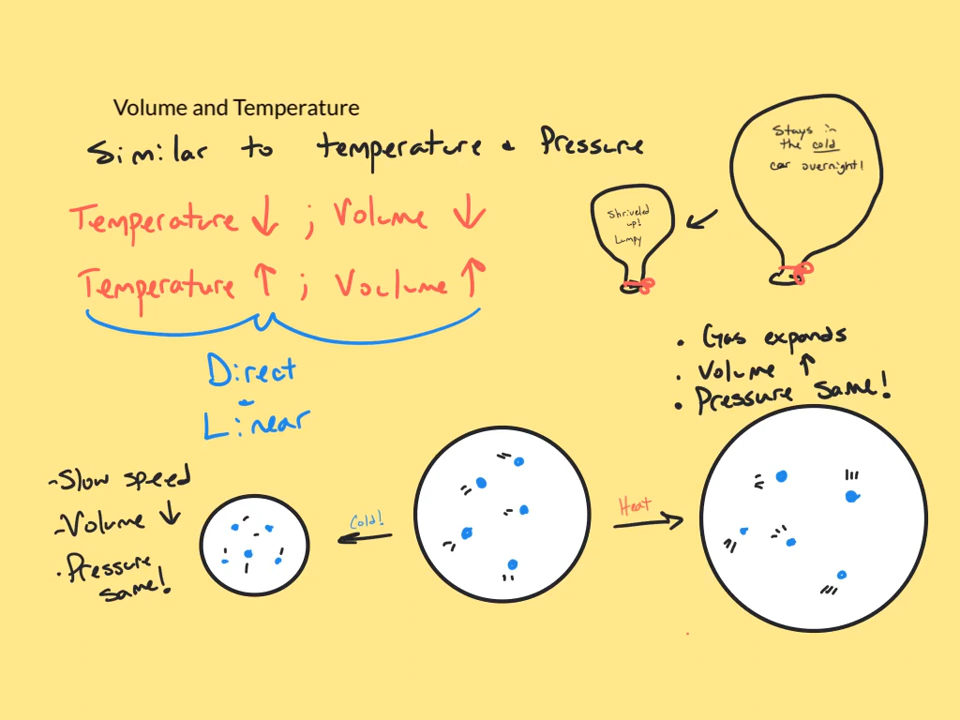 Volume and Temperature
Similar to temperature & Pressure
Temperature ↓ ; Volume ↓
Temperature ↑ ; Volume ↑
Direct
-
Linear
Stays in
the cold
car overnight!
Shriveled
up!
Lumpy
• Gas expands
• Volume ↑
• Pressure same!
-Slow speed
-Volume ↓
• Pressure
same!
Cold!
Heat